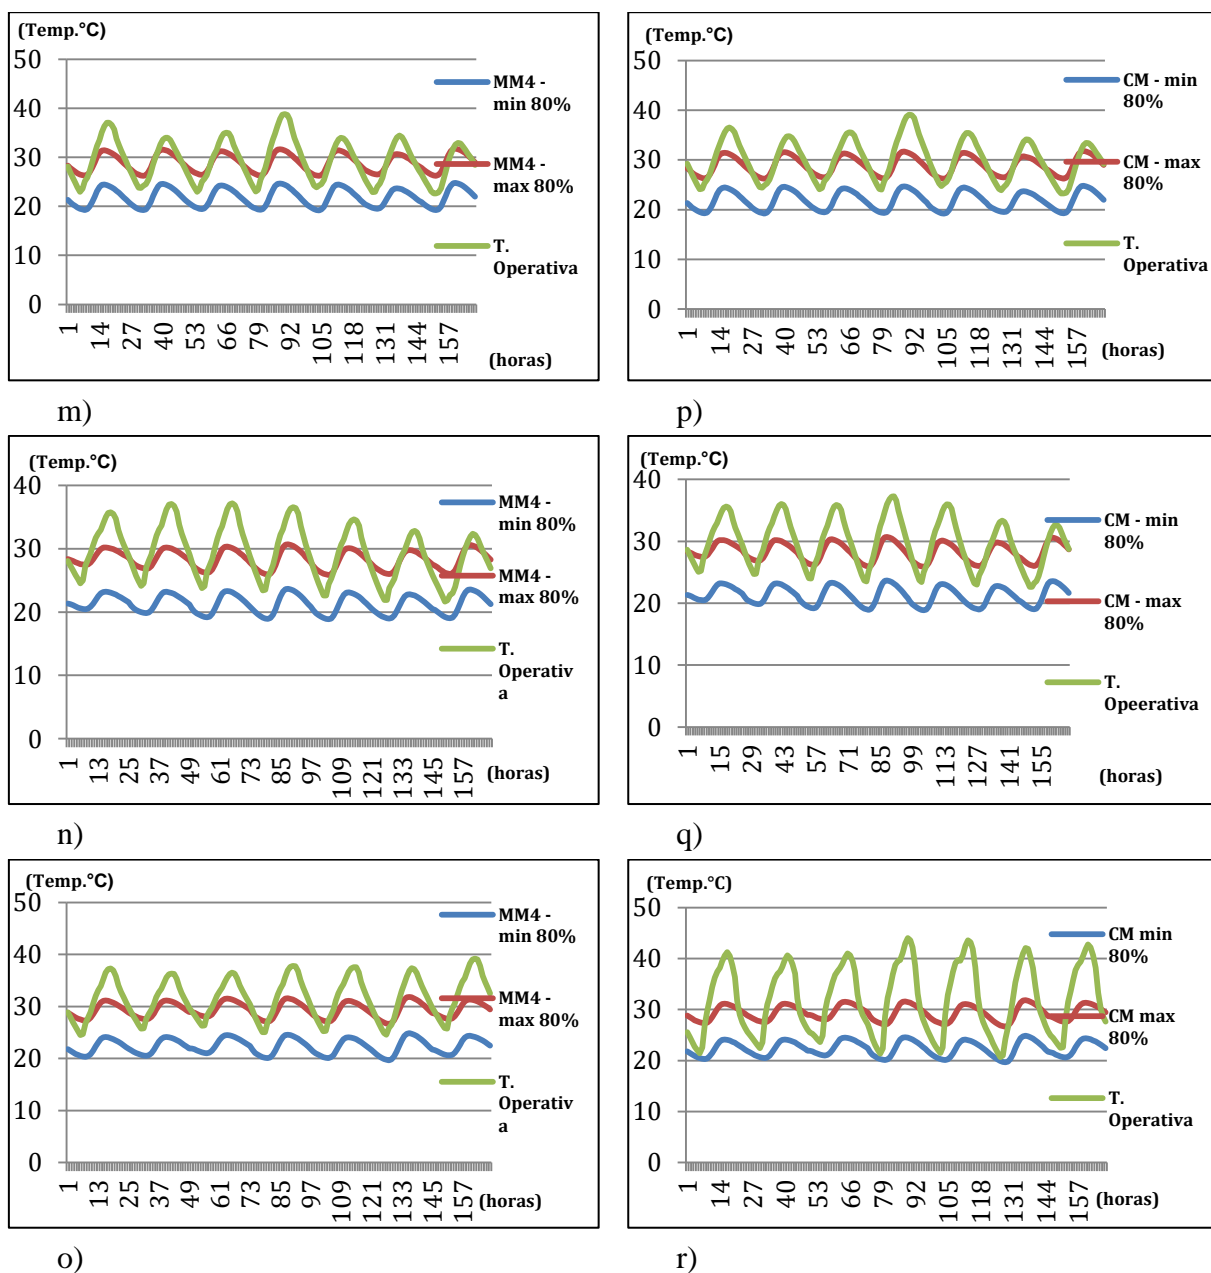 (Temp.°C)
50
40
30
20
10
0
MM4 -
min 80%
MM4 -
max 80%
T.
Operativa
1
14
27
40
53
66
79
92
105
118
131
144
157
(horas)
m)
(Temp.°C)
50
40
30
20
10
0
CM - min
80%
CM - max
80%
T.
Operativa
1
14
27
40
53
66
79
92
105
118
131
144
157
(horas)
p)
(Temp.°C)
40
30
20
10
0
MM4 -
min 80%
MM4 -
max 80%
T.
Operativ
a
1
13
25
37
49
61
73
85
97
109
121
133
145
157
(horas)
n)
(Temp.°C)
40
30
20
10
0
CM - min
80%
CM - max
80%
T.
Opeerativa
1
15
29
43
57
71
85
99
113
127
141
155
(horas)
q)
(Temp.°C)
50
40
30
20
10
0
MM4 -
min 80%
MM4 -
max 80%
T.
Operativ
a
1
13
25
37
49
61
73
85
97
109
121
133
145
157
(horas)
o)
(Temp.°C)
50
40
30
20
10
0
CM min
80%
CM max
80%
T.
Operativa
1
14
27
40
53
66
79
92
105
118
131
144
157
(horas)
r)